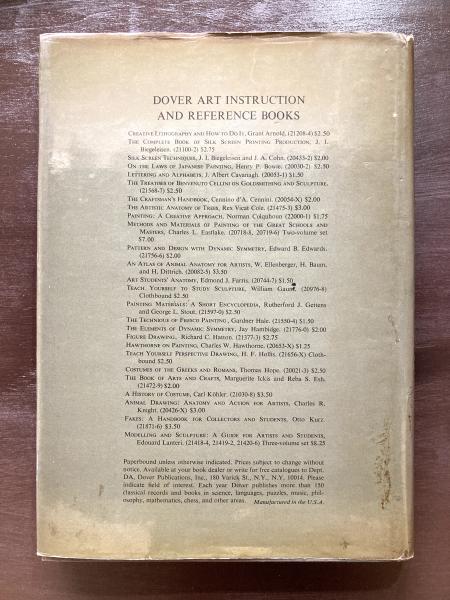 DOVER ART INSTRUCTION
AND REFERENCE BOOKS
CREATIVE LITHOGRAPHY AND HOW TO DO IT, Grant Arnold. (21208-4) $2.50
THE COMPLETE BOOK OF SILK SCREEN PRINTING PRODUCTION, J. I.
Biegeleisen. (21100-2) $2.75
SILK SCREEN TECHNIQUES, J. I. Biegeleisen and J. A. Cohn. (20433-2) $2.00
ON THE LAWS OF JAPANESE PAINTING, Henry P. Bowie. (20030-2) $2.50
LETTERING AND ALPHABETS, J. Albert Cavanagh. (20053-1) $1.50
THE TREATISES OF BENVENUTO CELLINI ON GOLDSMITHING AND SCULPTURE.
(21568-7) $2.50
THE CRAFTSMAN'S HANDBOOK, Cennino d'A. Cennini. (20054-X) $2.00
THE ARTISTIC ANATOMY OF TREES, Rex Vicat Cole. (21475-3) $3.00
PAINTING: A CREATIVE APPROACH, Norman Colquhoun (22000-1) $1.75
METHODS AND MATERIALS OF PAINTING OF THE GREAT SCHOOLS AND
MASTERS, Charles L. Eastlake. (20718-8, 20719-6) Two-volume set
$7.00
PATTERN AND DESIGN WITH DYNAMIC SYMMETRY, Edward B. Edwards.
(21756-6) $2.00
AN ATLAS OF ANIMAL ANATOMY FOR ARTISTS, W. Ellenberger, H. Baum,
and H. Dittrich. (20082-5) $3.50
ART STUDENTS' ANATOMY, Edmond J. Farris. (20744-7) $1.50
TEACH YOURSELF TO STUDY SCULPTURE, William Gaunt. (20976-8)
Clothbound $2.50
PAINTING MATERIALS: A SHORT ENCYCLOPEDIA, Rutherford J. Gettens
and George L. Stout. (21597-0) $2.50
THE TECHNIQUE OF FRESCO PAINTING, Gardner Hale. (21550-4) $1.50
THE ELEMENTS OF DYNAMIC SYMMETRY, Jay Hambidge. (21776-0) $2.00
FIGURE DRAWING, Richard C. Hatton. (21377-3) $2.75
HAWTHORNE ON PAINTING, Charles W. Hawthorne. (20653-X) $1.25
TEACH YOURSELF PERSPECTIVE DRAWING, H. F. Hollis. (21656-X) Cloth-
bound $2.50
COSTUMES OF THE GREEKS AND ROMANS, Thomas Hope. (20021-3) $2.50
THE BOOK OF ARTS AND CRAFTS, Marguerite Ickis and Reba S. Esh.
(21472-9) $2.00
A HISTORY OF COSTUME, Carl Köhler. (21030-8) $3.50
ANIMAL DRAWING: ANATOMY AND ACTION FOR ARTISTS, Charles R.
Knight. (20426-X) $3.00
FAKES: A HANDBOOK FOR COLLECTORS AND STUDENTS, Otto Kurz.
(21871-6) $3.50
MODELLING AND SCULPTURE: A GUIDE FOR ARTISTS AND STUDENTS,
Edouard Lanteri. (21418-4, 21419-2, 21420-6) Three-volume set $8.25
Paperbound unless otherwise indicated. Prices subject to change without
notice. Available at your book dealer or write for free catalogues to Dept.
DA, Dover Publications, Inc., 180 Varick St., N.Y., N.Y. 10014. Please
indicate field of interest. Each year Dover publishes more than 150
classical records and books in science, languages, puzzles, music, phil-
osophy, mathematics, chess, and other areas. Manufactured in the U.S.A.